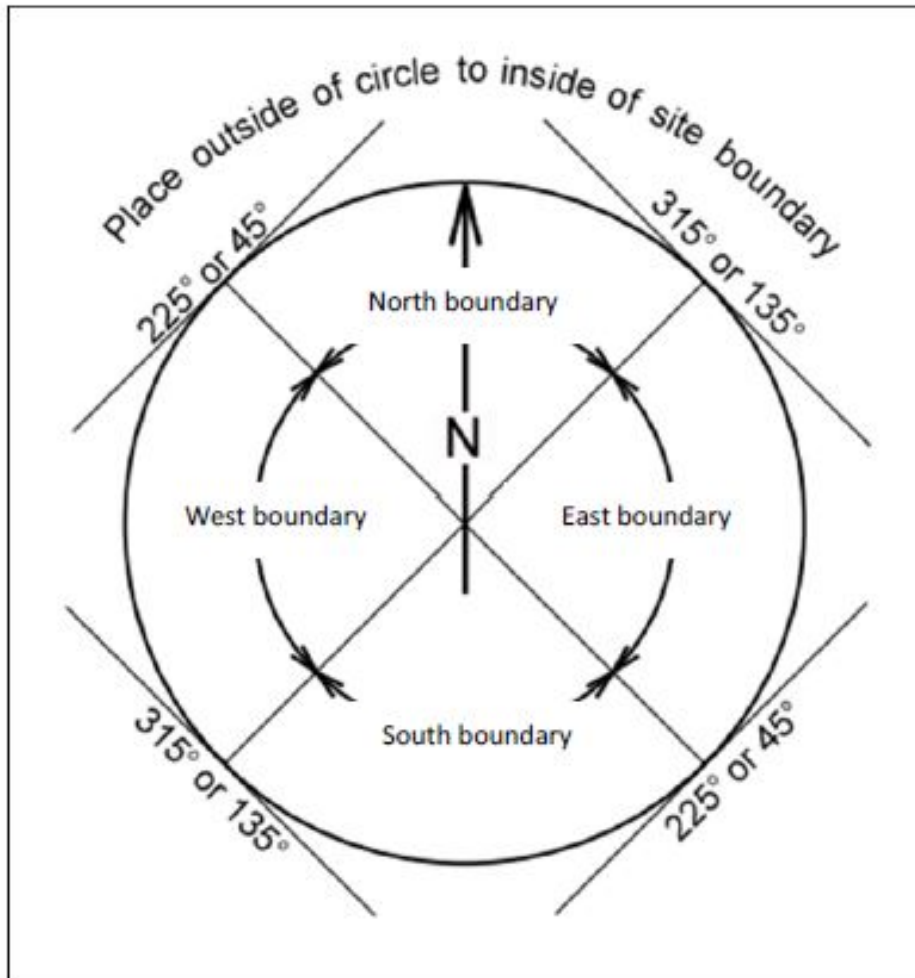 Place outside of circle to inside of site boundary
225° or 45°
315° or 135°
North boundary
N
West boundary
East boundary
South boundary
315° or 135°
225° or 45°